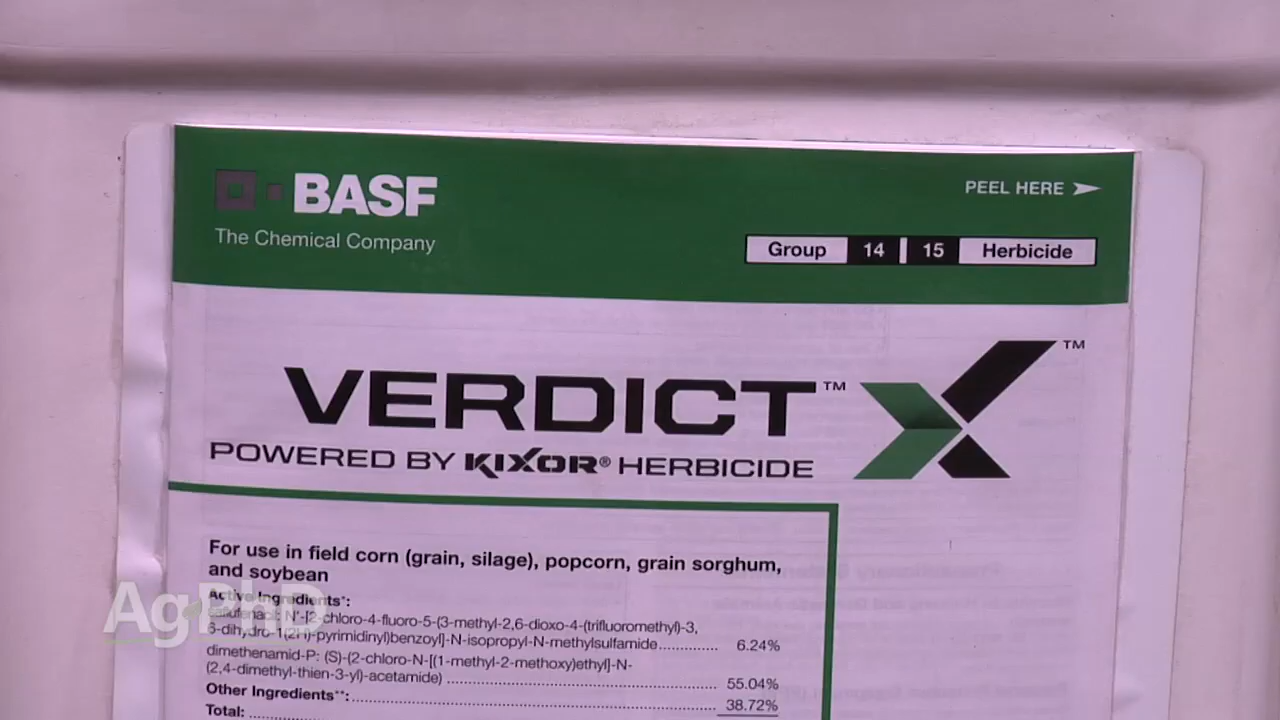 BASF
The Chemical Company
PEEL HERE
Group 14 15 Herbicide
VERDICT™ X™
POWERED BY KIXOR® HERBICIDE
For use in field corn (grain, silage), popcorn, grain sorghum,
and soybean
Active Ingredients*:
saflufenacil: N'-[2-chloro-4-fluoro-5-(3-methyl-2,6-dioxo-4-(trifluoromethyl)-3,
6-dihydro-1(2H)-pyrimidinyl)benzoyl]-N-isopropyl-N-methylsulfamide............. 6.24%
dimethenamid-P: (S)-(2-chloro-N-[(1-methyl-2-methoxy)ethyl]-N-
(2,4-dimethyl-thien-3-yl)-acetamide) ........................................................ 55.04%
Other Ingredients**:........................................................................... 38.72%
Total: ..............................................................................................
AgPhD